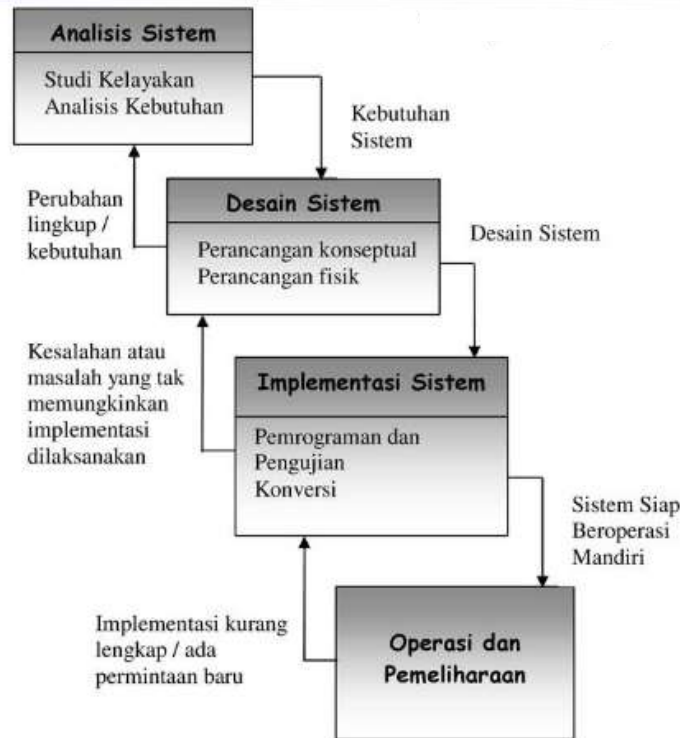 Analisis Sistem
Studi Kelayakan
Analisis Kebutuhan
Kebutuhan
Sistem
Perubahan
lingkup /
kebutuhan
Desain Sistem
Perancangan konseptual
Perancangan fisik
Desain Sistem
Kesalahan atau
masalah yang tak
memungkinkan
implementasi
dilaksanakan
Implementasi Sistem
Pemrograman dan
Pengujian
Konversi
Sistem Siap
Beroperasi
Mandiri
Implementasi kurang
lengkap / ada
permintaan baru
Operasi dan
Pemeliharaan